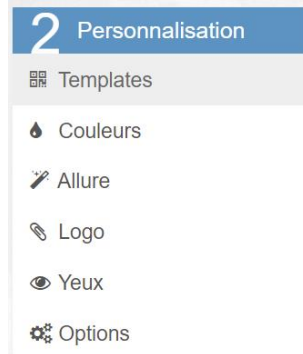 2 Personnalisation
Templates
Couleurs
Allure
Logo
Yeux
Options